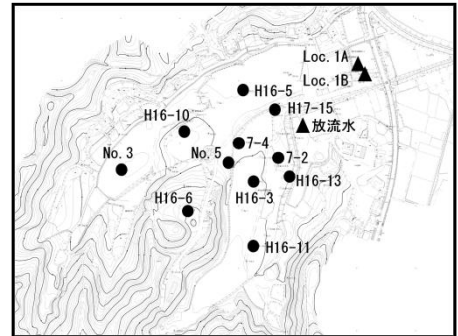 Loc. 1A
Loc. 1B
H16-5
H17-15
放流水
H16-10
7-4
No. 3
No. 5
7-2
H16-13
H16-3
H16-6
H16-11